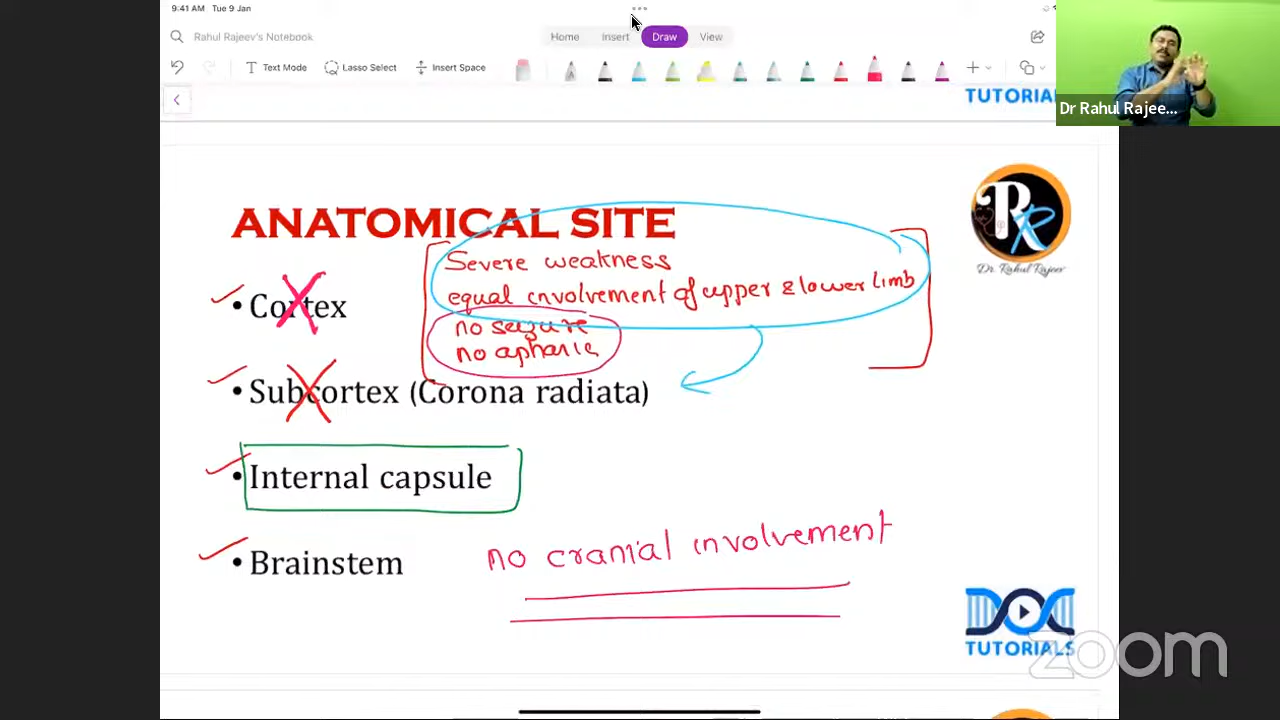 9:41 AM Tue 9 Jan
Rahul Rajeev's Notebook
Home Insert Draw View
Text Mode Lasso Select Insert Space
TUTORIAL
Dr Rahul Rajee...
ANATOMICAL SITE
RR
Dr. Rahul Rajeev
Severe weakness
equal involvement of upper & lower limb
• Cortex
no seizure
no aphasia
• Subcortex (Corona radiata)
• Internal capsule
no cranial involvement
• Brainstem
TUTORIALS
zoom